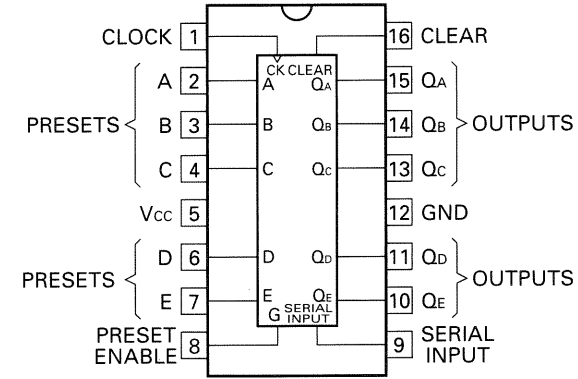 CLOCK 1 16 CLEAR
CK CLEAR
A 2 A QA 15 QA
PRESETS B 3 B QB 14 QB OUTPUTS
C 4 C QC 13 QC
VCC 5 12 GND
D 6 D QD 11 QD
PRESETS OUTPUTS
E 7 E QE 10 QE
G SERIAL INPUT
PRESET ENABLE 8 9 SERIAL INPUT